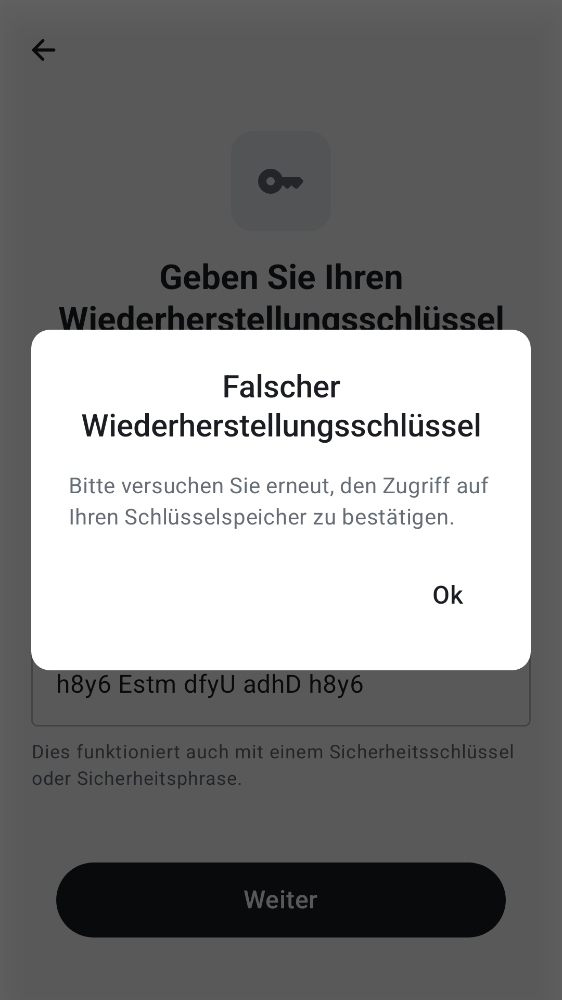 Geben Sie Ihren
Wiederherstellungsschlüssel
Falscher
Wiederherstellungsschlüssel
Bitte versuchen Sie erneut, den Zugriff auf
Ihren Schlüsselspeicher zu bestätigen.
Ok
h8y6 Estm dfyU adhD h8y6
Dies funktioniert auch mit einem Sicherheitsschlüssel
oder Sicherheitsphrase.
Weiter